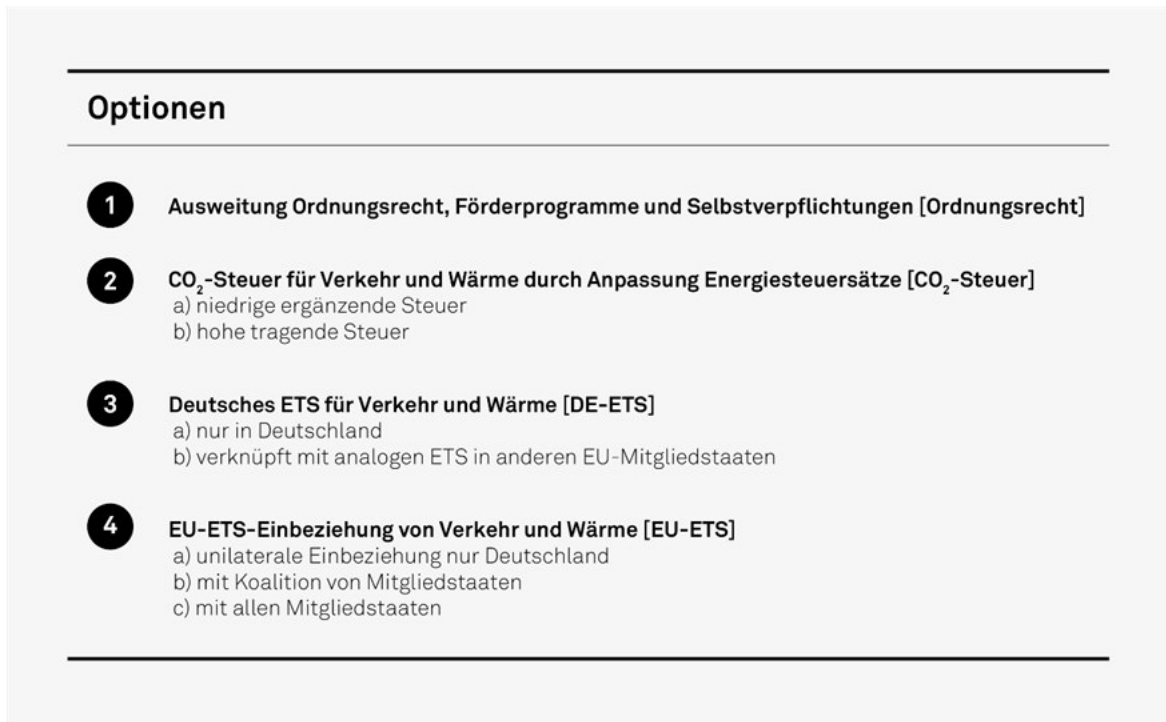 Optionen
1 Ausweitung Ordnungsrecht, Förderprogramme und Selbstverpflichtungen [Ordnungsrecht]
2 CO₂-Steuer für Verkehr und Wärme durch Anpassung Energiesteuersätze [CO₂-Steuer]
a) niedrige ergänzende Steuer
b) hohe tragende Steuer
3 Deutsches ETS für Verkehr und Wärme [DE-ETS]
a) nur in Deutschland
b) verknüpft mit analogen ETS in anderen EU-Mitgliedstaaten
4 EU-ETS-Einbeziehung von Verkehr und Wärme [EU-ETS]
a) unilaterale Einbeziehung nur Deutschland
b) mit Koalition von Mitgliedstaaten
c) mit allen Mitgliedstaaten